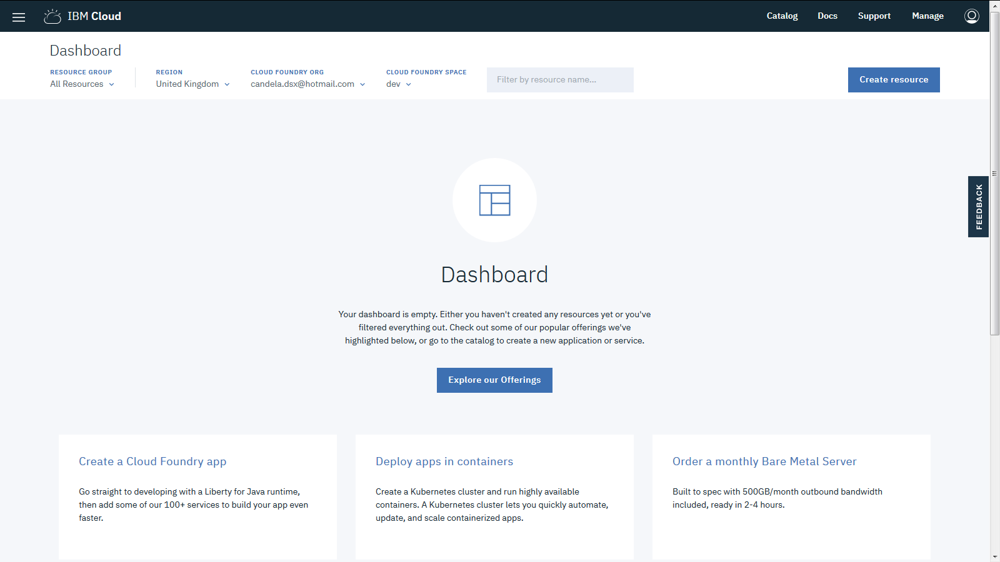 IBM Cloud
Catalog
Docs
Support
Manage
Dashboard
RESOURCE GROUP
All Resources
REGION
United Kingdom
CLOUD FOUNDRY ORG
candela.dsx@hotmail.com
CLOUD FOUNDRY SPACE
dev
Filter by resource name...
Create resource
FEEDBACK
Dashboard
Your dashboard is empty. Either you haven't created any resources yet or you've
filtered everything out. Check out some of our popular offerings we've
highlighted below, or go to the catalog to create a new application or service.
Explore our Offerings
Create a Cloud Foundry app
Go straight to developing with a Liberty for Java runtime,
then add some of our 100+ services to build your app even
faster.
Deploy apps in containers
Create a Kubernetes cluster and run highly available
containers. A Kubernetes cluster lets you quickly automate,
update, and scale containerized apps.
Order a monthly Bare Metal Server
Built to spec with 500GB/month outbound bandwidth
included, ready in 2-4 hours.